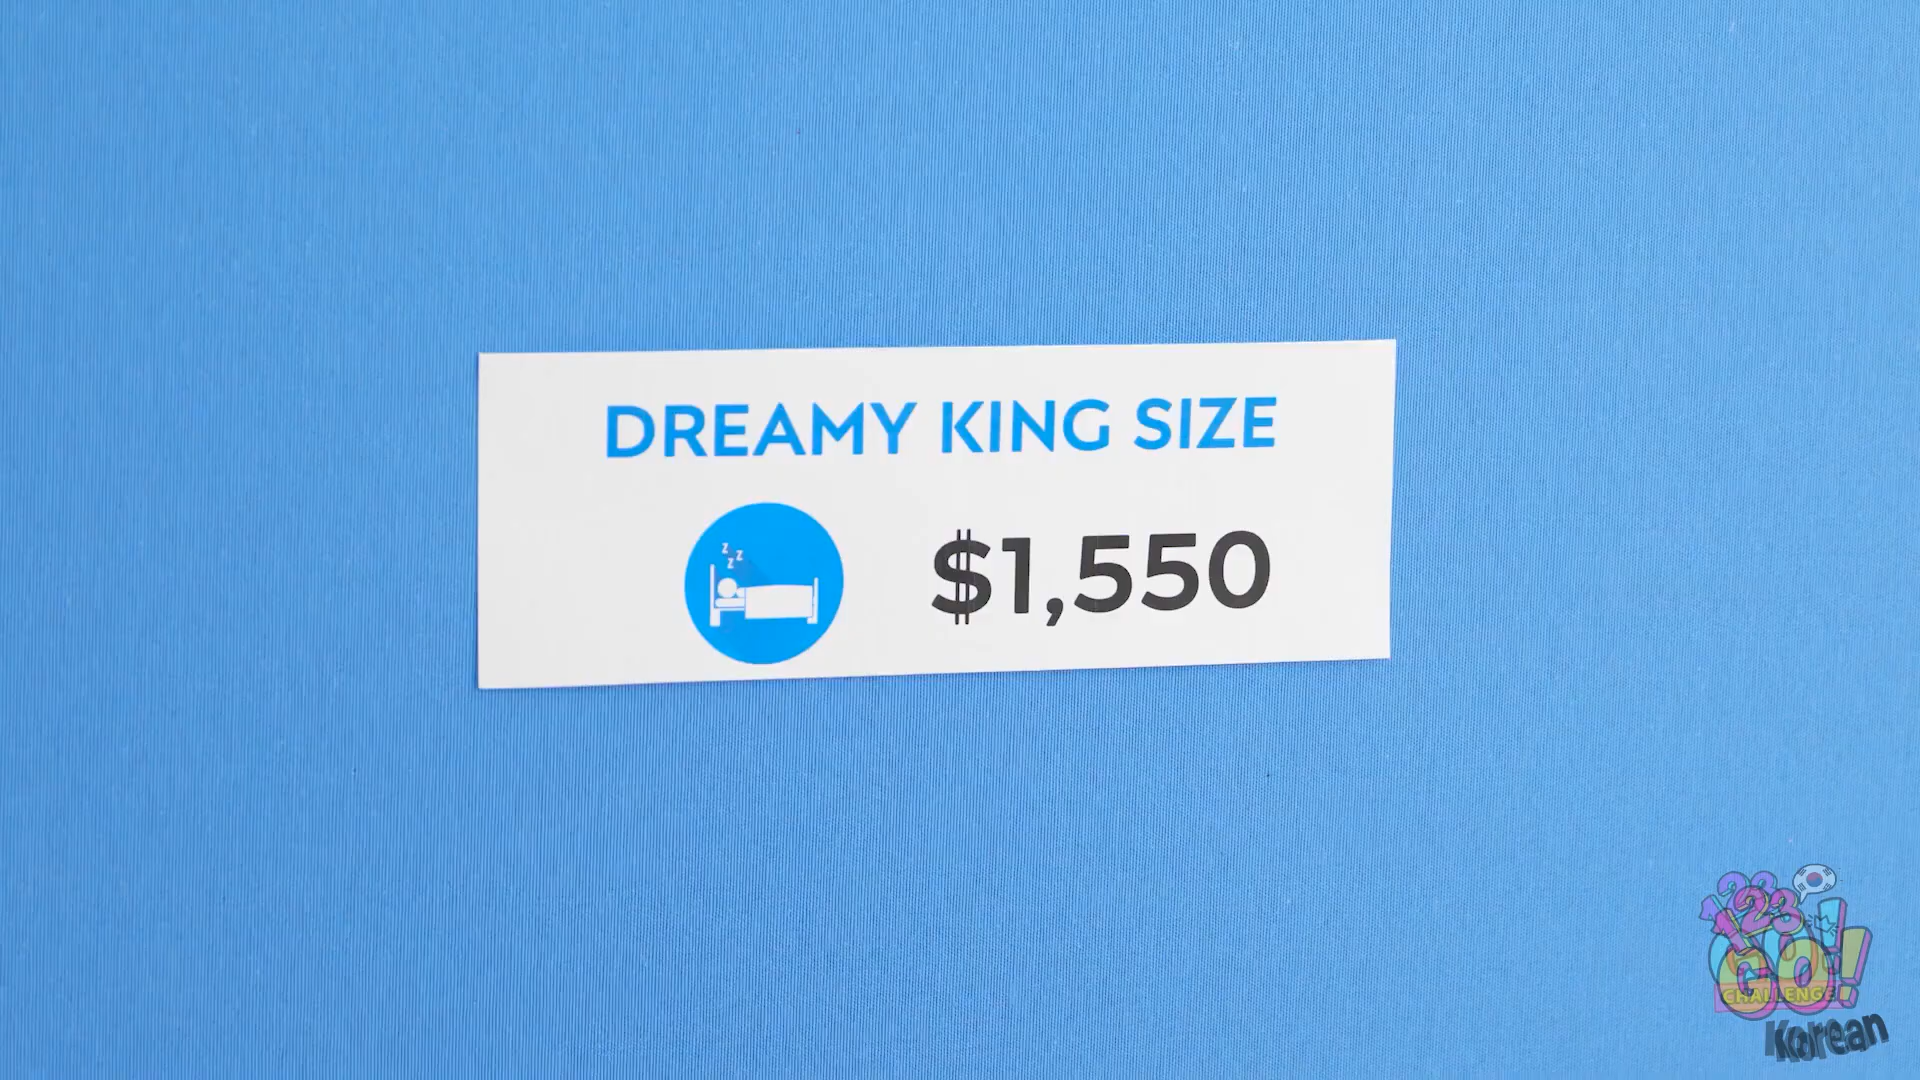 DREAMY KING SIZE
z z z
$1,550
123
GO!
CHALLENGE
Korean